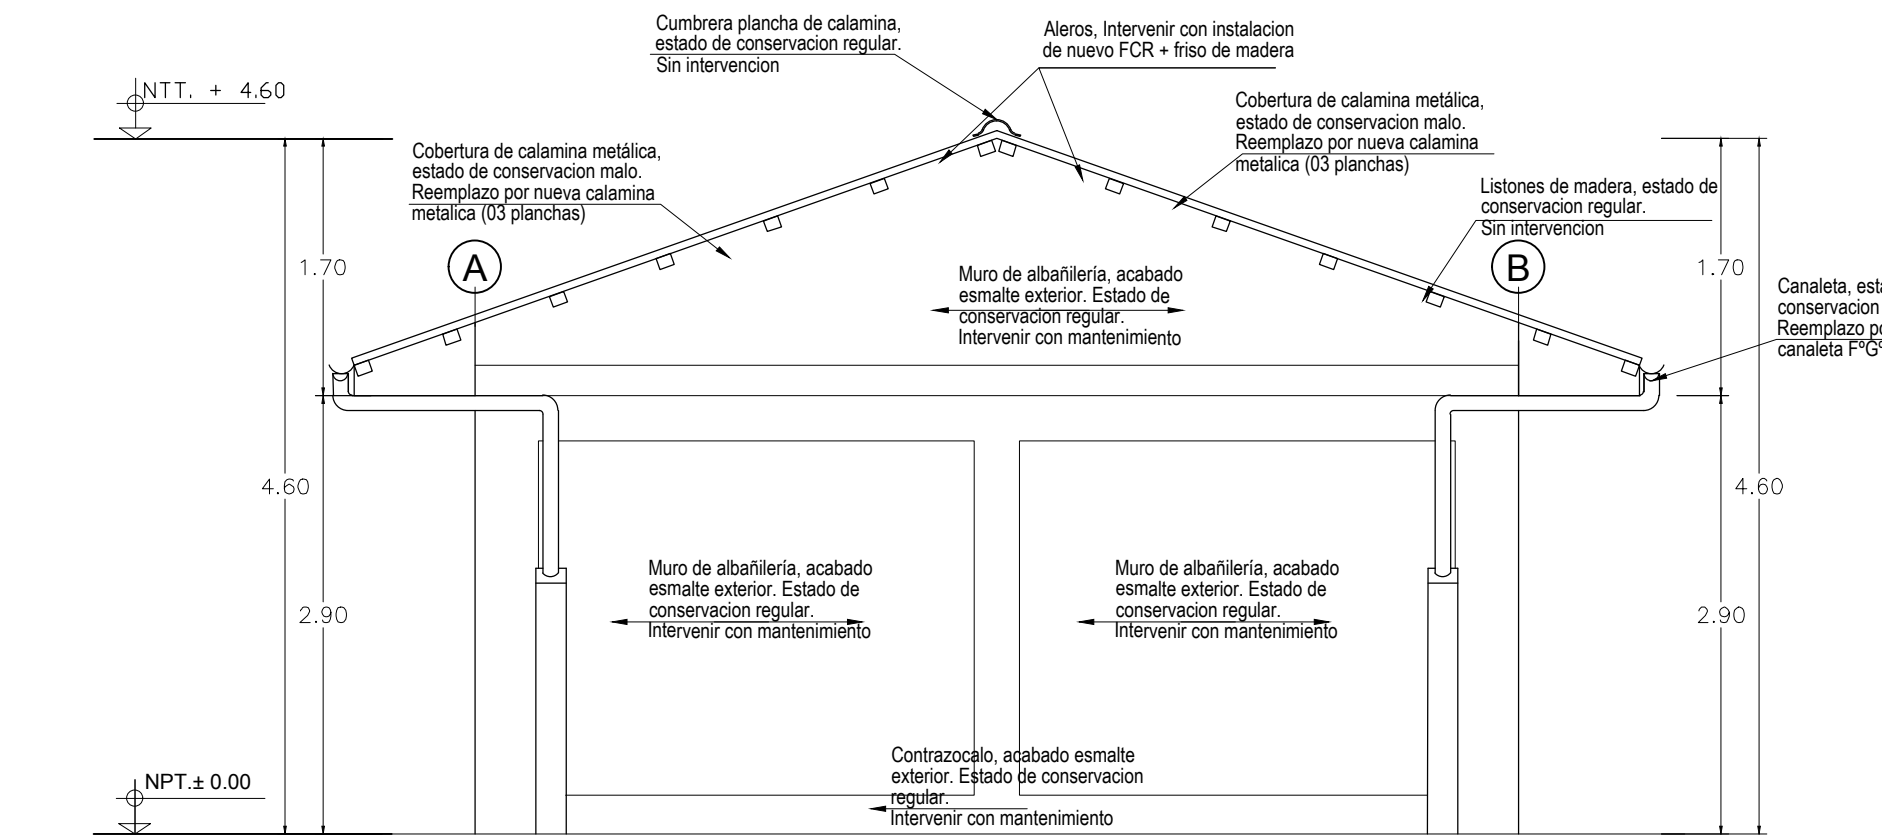 Cumbrera plancha de calamina,
estado de conservacion regular.
Sin intervencion
Aleros, Intervenir con instalacion
de nuevo FCR + friso de madera
NTT. + 4.60
Cobertura de calamina metálica,
estado de conservacion malo.
Reemplazo por nueva calamina
metalica (03 planchas)
Cobertura de calamina metálica,
estado de conservacion malo.
Reemplazo por nueva calamina
metalica (03 planchas)
Listones de madera, estado de
conservacion regular.
Sin intervencion
1.70
A
Muro de albañilería, acabado
esmalte exterior. Estado de
conservacion regular.
Intervenir con mantenimiento
B
1.70
Canaleta,
conservacion
Reemplazo
canaleta FºGº
4.60
4.60
2.90
Muro de albañilería, acabado
esmalte exterior. Estado de
conservacion regular.
Intervenir con mantenimiento
Muro de albañilería, acabado
esmalte exterior. Estado de
conservacion regular.
Intervenir con mantenimiento
2.90
NPT.± 0.00
Contrazocalo, acabado esmalte
exterior. Estado de conservacion
regular.
Intervenir con mantenimiento